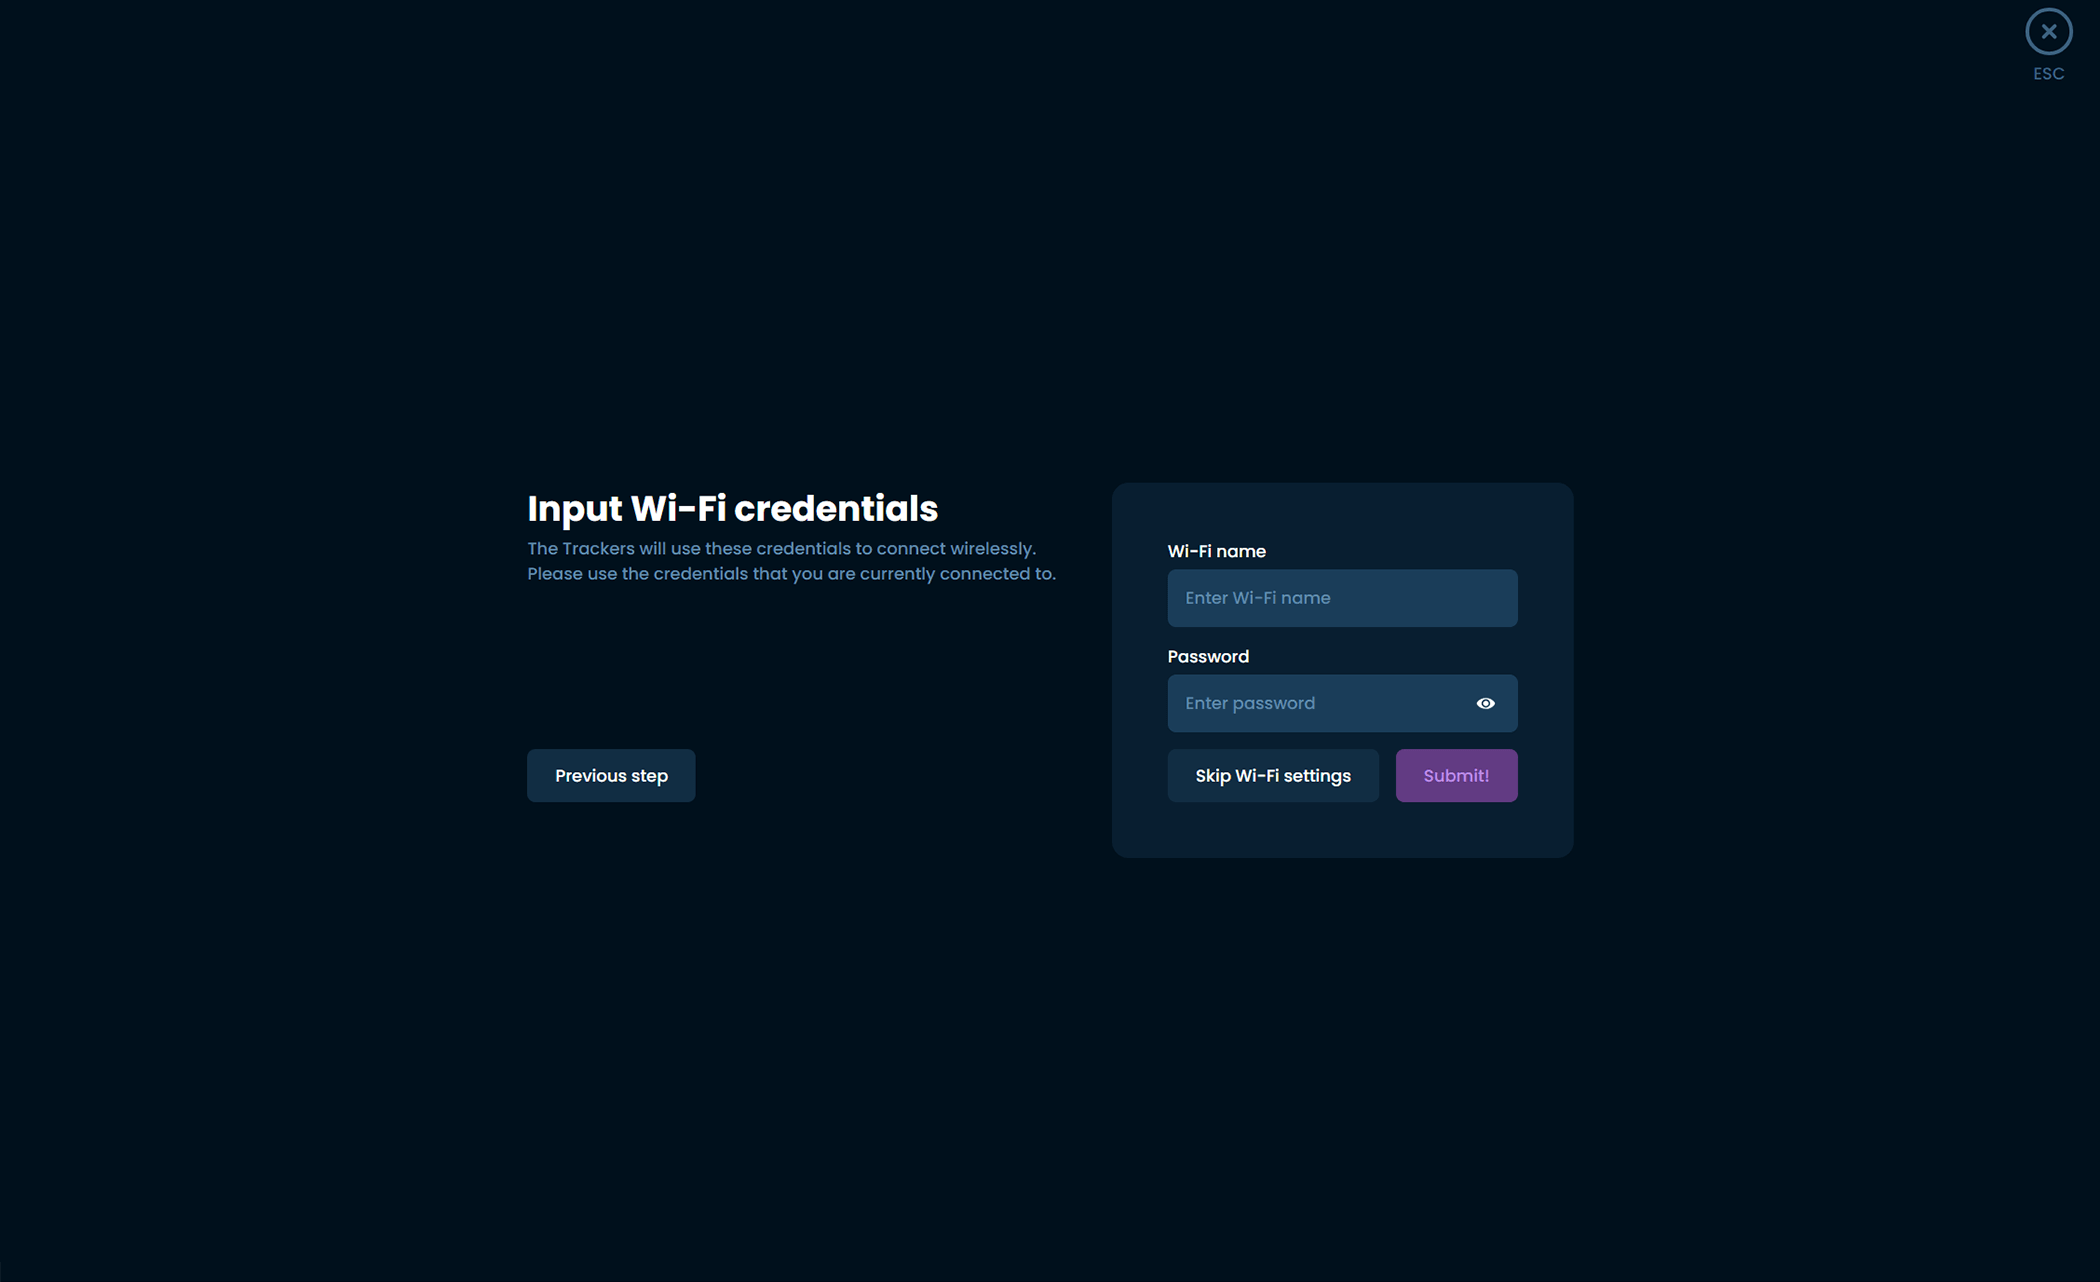 ESC
Input Wi-Fi credentials
The Trackers will use these credentials to connect wirelessly.
Please use the credentials that you are currently connected to.
Previous step
Wi-Fi name
Enter Wi-Fi name
Password
Enter password
Skip Wi-Fi settings
Submit!